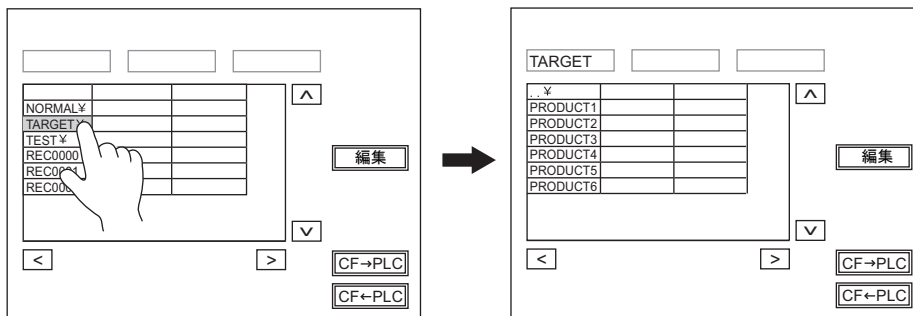 NORMAL¥
TARGET¥
TEST¥
REC0000
REC0001
編集
CF→PLC
CF←PLC
<
>
TARGET
..¥
PRODUCT1
PRODUCT2
PRODUCT3
PRODUCT4
PRODUCT5
PRODUCT6
編集
<
>
CF→PLC
CF←PLC